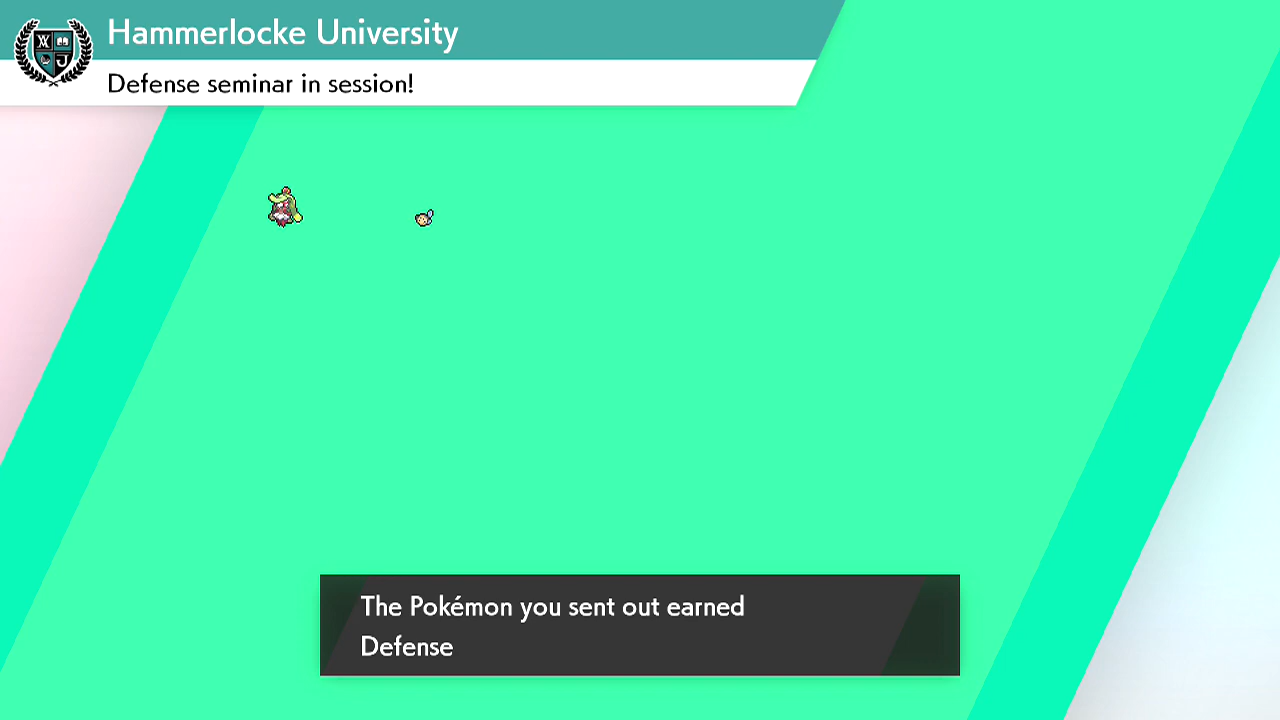 Hammerlocke University
Defense seminar in session!
The Pokémon you sent out earned
Defense